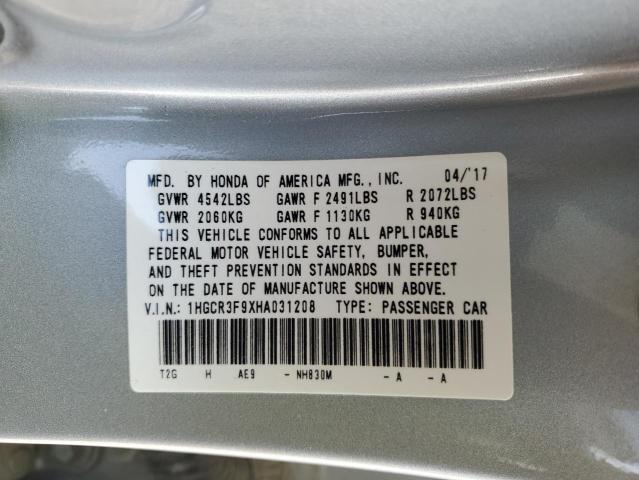 MFD. BY HONDA OF AMERICA MFG., INC. 04/'17
GVWR 4542LBS GAWR F 2491LBS R 2072LBS
GVWR 2060KG GAWR F 1130KG R 940KG
THIS VEHICLE CONFORMS TO ALL APPLICABLE
FEDERAL MOTOR VEHICLE SAFETY, BUMPER,
AND THEFT PREVENTION STANDARDS IN EFFECT
ON THE DATE OF MANUFACTURE SHOWN ABOVE.
V.I.N.: 1HGCR3F9XHA031208 TYPE: PASSENGER CAR
T2G H AE9 - NH830M - A - A